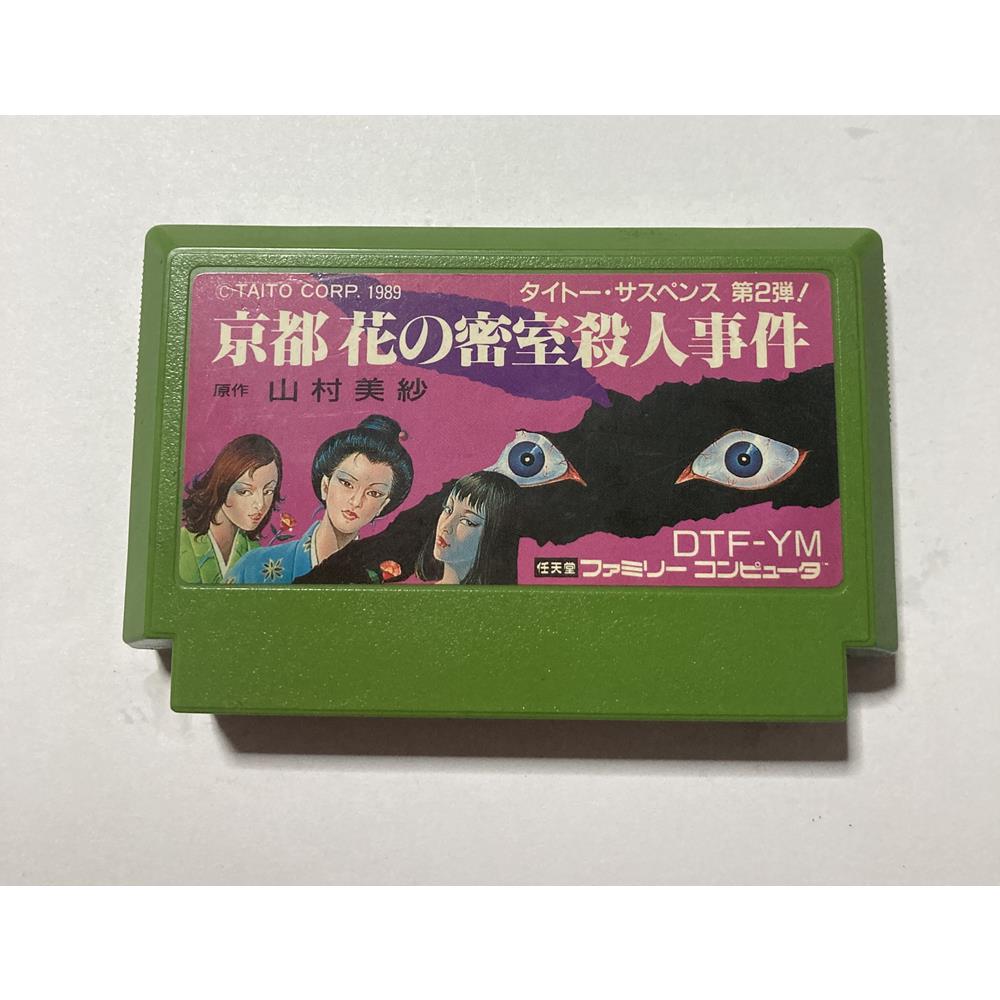 ©TAITO CORP. 1989
タイトー・サスペンス 第2弾!
京都 花の密室殺人事件
原作 山村美紗
DTF-YM
任天堂 ファミリー コンピュータ™